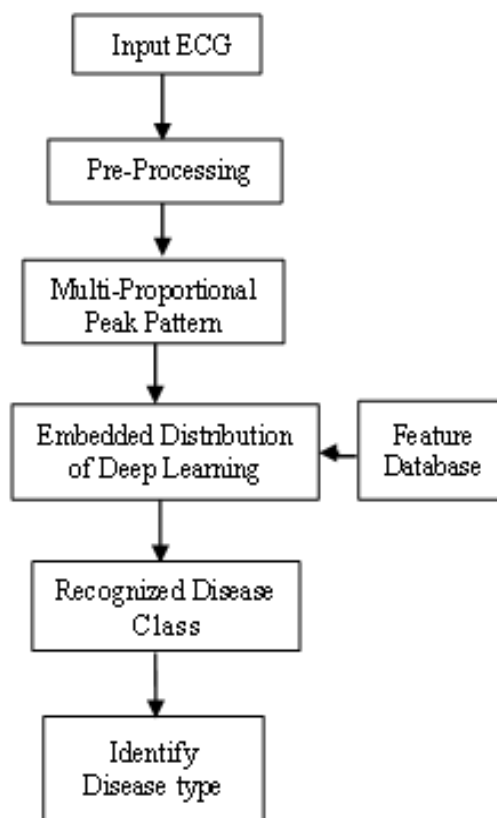 Input ECG
Pre-Processing
Multi-Proportional
Peak Pattern
Embedded Distribution
of Deep Learning
Feature
Database
Recognized Disease
Class
Identify
Disease type